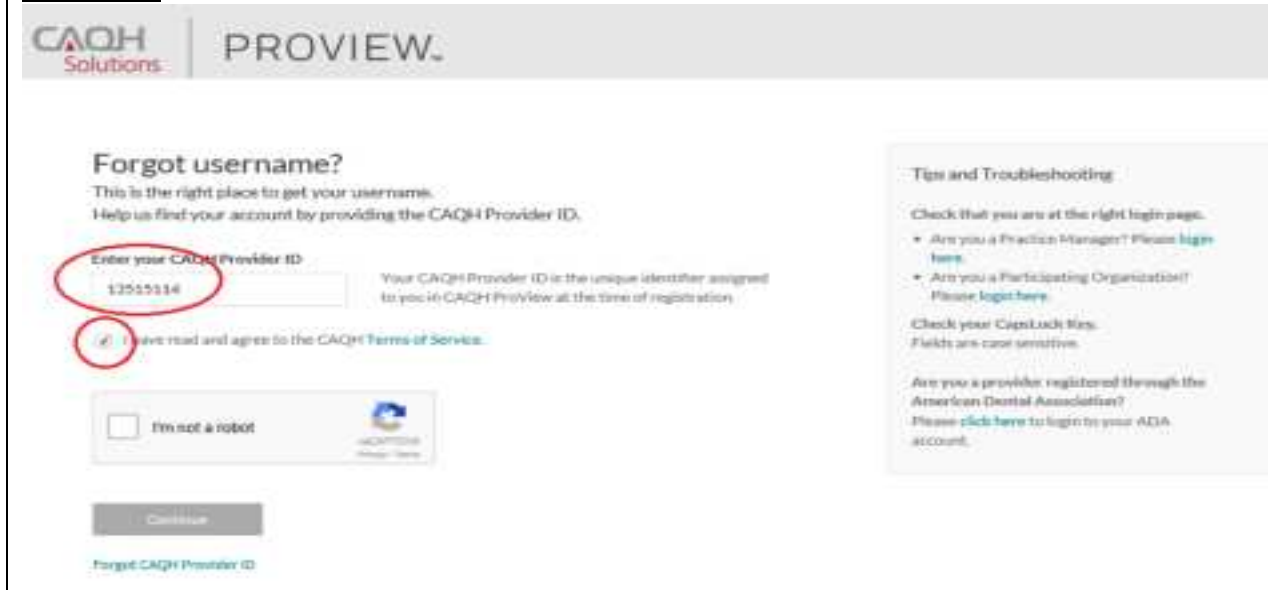 CAQH
Solutions
PROVIEW™
Forgot username?
This is the right place to get your username.
Help us find your account by providing the CAQH Provider ID.
Enter your CAQH Provider ID
13515114
Your CAQH Provider ID is the unique identifier assigned
to you in CAQH ProView at the time of registration.
I have read and agree to the CAQH Terms of Service.
I'm not a robot
reCAPTCHA
Privacy - Terms
Continue
Forgot CAQH Provider ID
Tips and Troubleshooting
Check that you are at the right login page.
• Are you a Practice Manager? Please login
here.
• Are you a Participating Organization?
Please login here.
Check your CapsLock Key.
Fields are case sensitive.
Are you a provider registered through the
American Dental Association?
Please click here to login to your ADA
account.